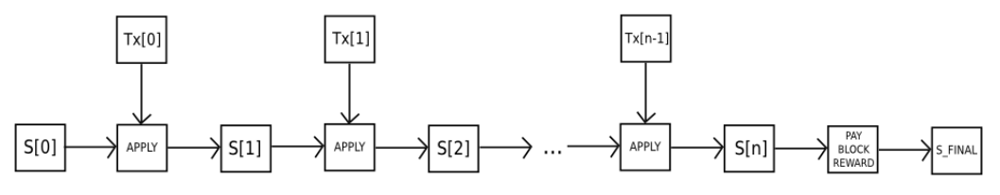 Tx[0]
Tx[1]
Tx[n-1]
S[0]
APPLY
S[1]
APPLY
S[2]
...
APPLY
S[n]
PAY
BLOCK
REWARD
S_FINAL